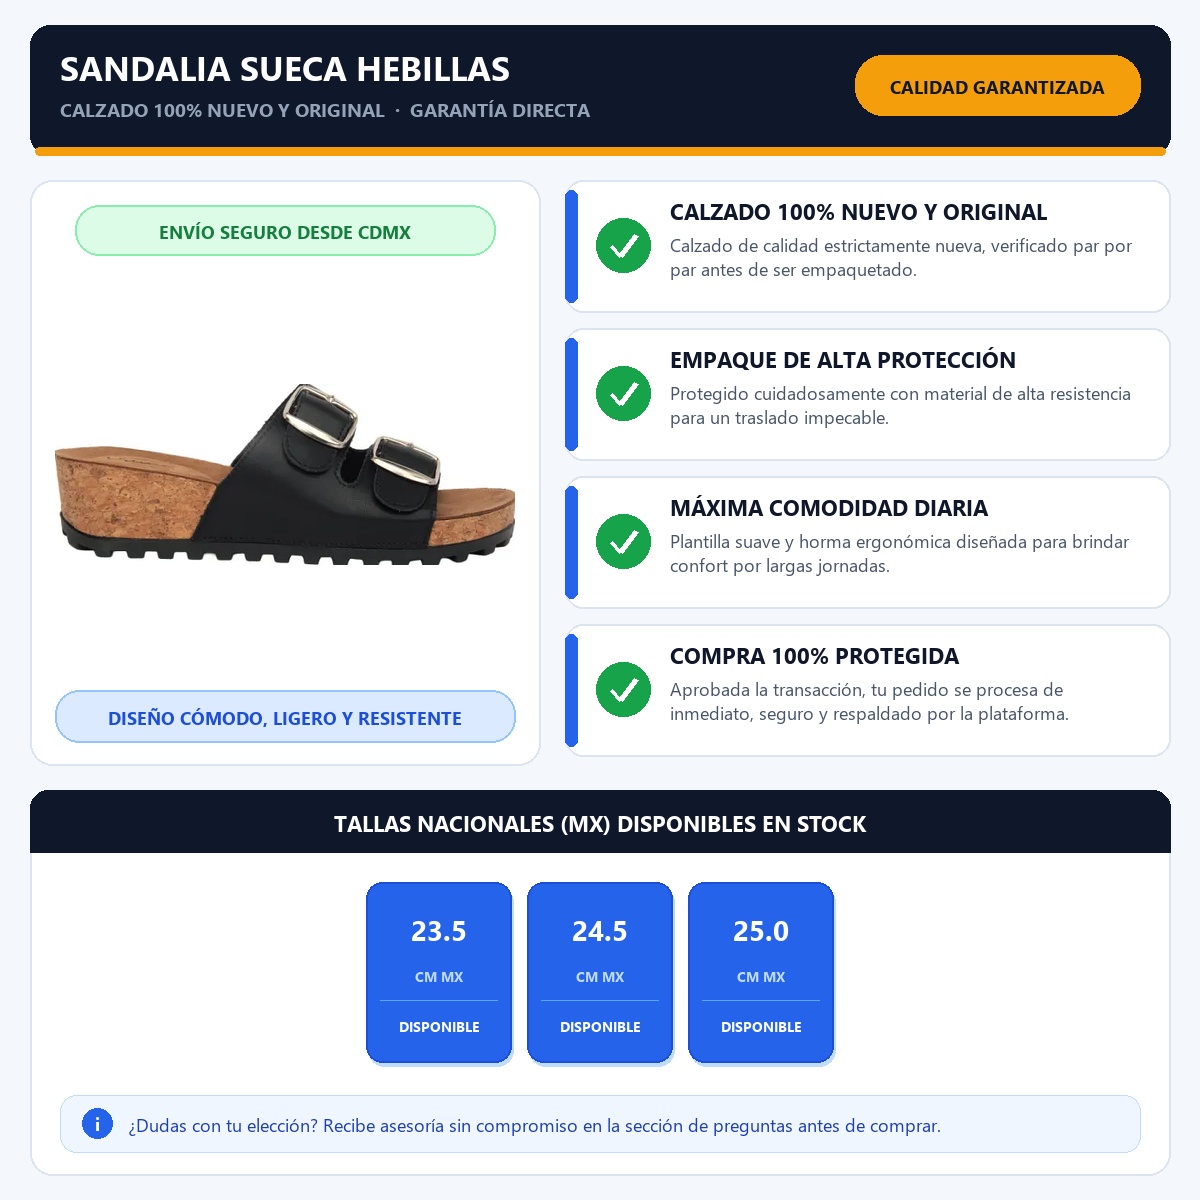 SANDALIA SUECA HEBILLAS
CALZADO 100% NUEVO Y ORIGINAL · GARANTÍA DIRECTA
CALIDAD GARANTIZADA
ENVÍO SEGURO DESDE CDMX
DISEÑO CÓMODO, LIGERO Y RESISTENTE
CALZADO 100% NUEVO Y ORIGINAL
Calzado de calidad estrictamente nueva, verificado par por
par antes de ser empaquetado.
EMPAQUE DE ALTA PROTECCIÓN
Protegido cuidadosamente con material de alta resistencia
para un traslado impecable.
MÁXIMA COMODIDAD DIARIA
Plantilla suave y horma ergonómica diseñada para brindar
confort por largas jornadas.
COMPRA 100% PROTEGIDA
Aprobada la transacción, tu pedido se procesa de
inmediato, seguro y respaldado por la plataforma.
TALLAS NACIONALES (MX) DISPONIBLES EN STOCK
23.5
CM MX
DISPONIBLE
24.5
CM MX
DISPONIBLE
25.0
CM MX
DISPONIBLE
¿Dudas con tu elección? Recibe asesoría sin compromiso en la sección de preguntas antes de comprar.